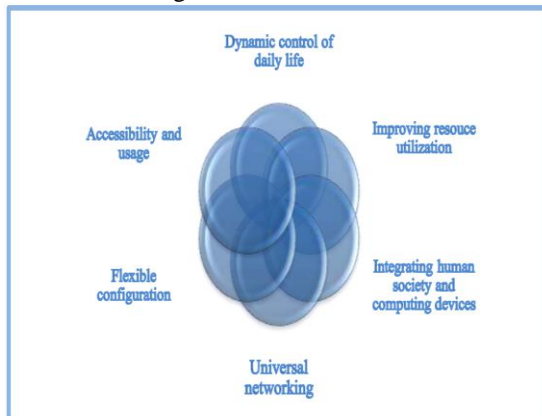 Dynamic control of
daily life
Accessibility and
usage
Improving resouce
utilization
Flexible
configuration
Integrating human
society and
computing devices
Universal
networking